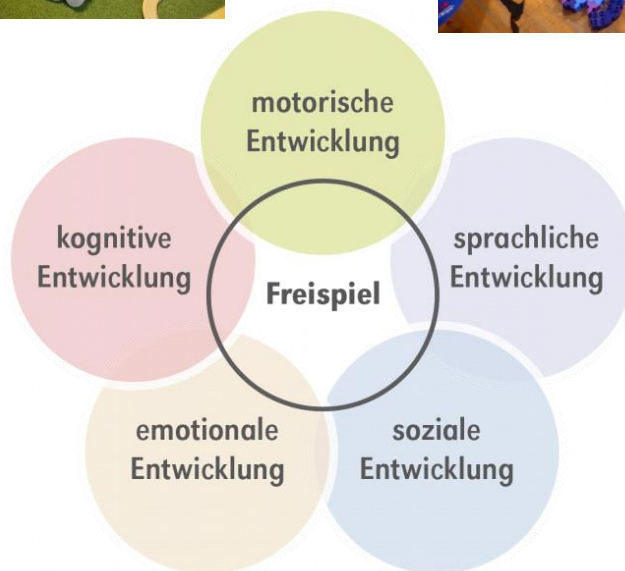 motorische
Entwicklung
kognitive
Entwicklung
sprachliche
Entwicklung
Freispiel
emotionale
Entwicklung
soziale
Entwicklung